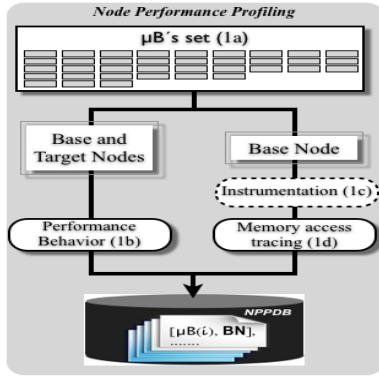 Node Performance Profiling
μB´s set (1a)
Base and
Target Nodes
Base Node
Instrumentation (1c)
Performance
Behavior (1b)
Memory access
tracing (1d)
NPPDB
[μB(i), BN],
.......